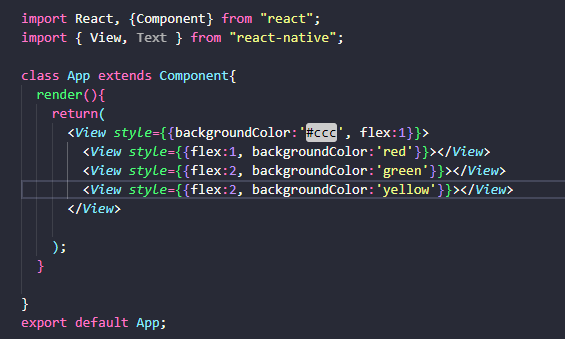 import React, {Component} from "react";
import { View, Text } from "react-native";
class App extends Component{
render(){
return(
<View style={{backgroundColor:'#ccc', flex:1}}>
<View style={{flex:1, backgroundColor:'red'}}></View>
<View style={{flex:2, backgroundColor:'green'}}></View>
<View style={{flex:2, backgroundColor:'yellow'}}></View>
</View>
);
}
}
export default App;